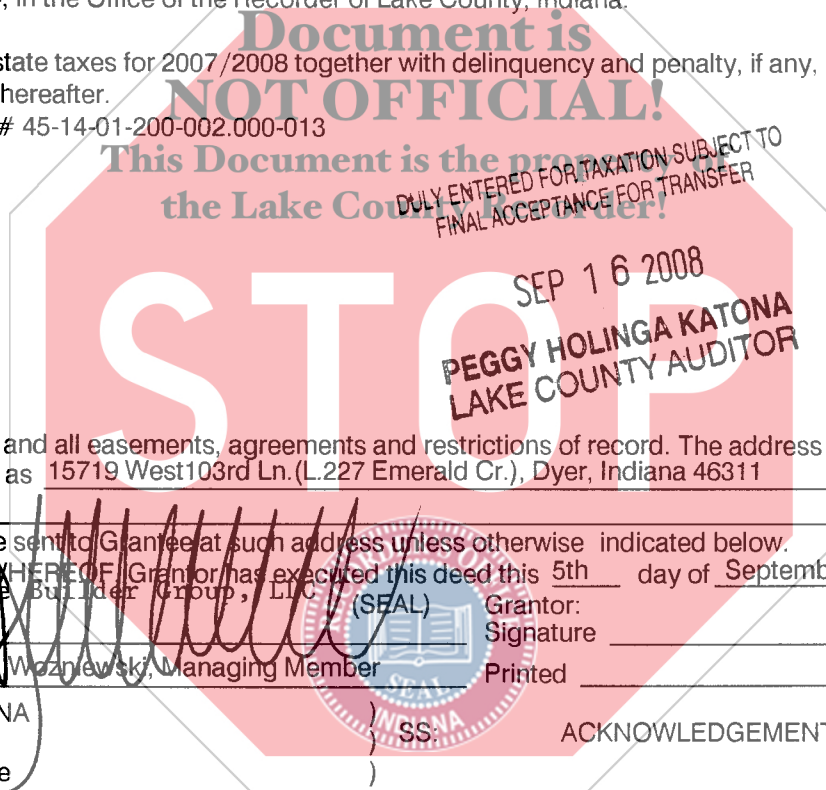 , in the Office of the Recorder of Lake County, Indiana.
Document is
state taxes for 2007/2008 together with delinquency and penalty, if any,
hereafter.
NOT OFFICIAL!
# 45-14-01-200-002.000-013
This Document is the property of
the Lake County Recorder!
DULY ENTERED FOR TAXATION SUBJECT TO
FINAL ACCEPTANCE FOR TRANSFER
SEP 16 2008
PEGGY HOLINGA KATONA
LAKE COUNTY AUDITOR
STOP
and all easements, agreements and restrictions of record. The address
as 15719 West103rd Ln.(L.227 Emerald Cr.), Dyer, Indiana 46311
e sent to Grantee at such address unless otherwise indicated below.
HEREOF, Grantor has executed this deed this 5th day of Septemb
e Builder Group, LLC
(SEAL) Grantor:
Signature
Wozniewski, Managing Member Printed
SEAL
INDIANA
NA ) SS: ACKNOWLEDGEMENT
e )